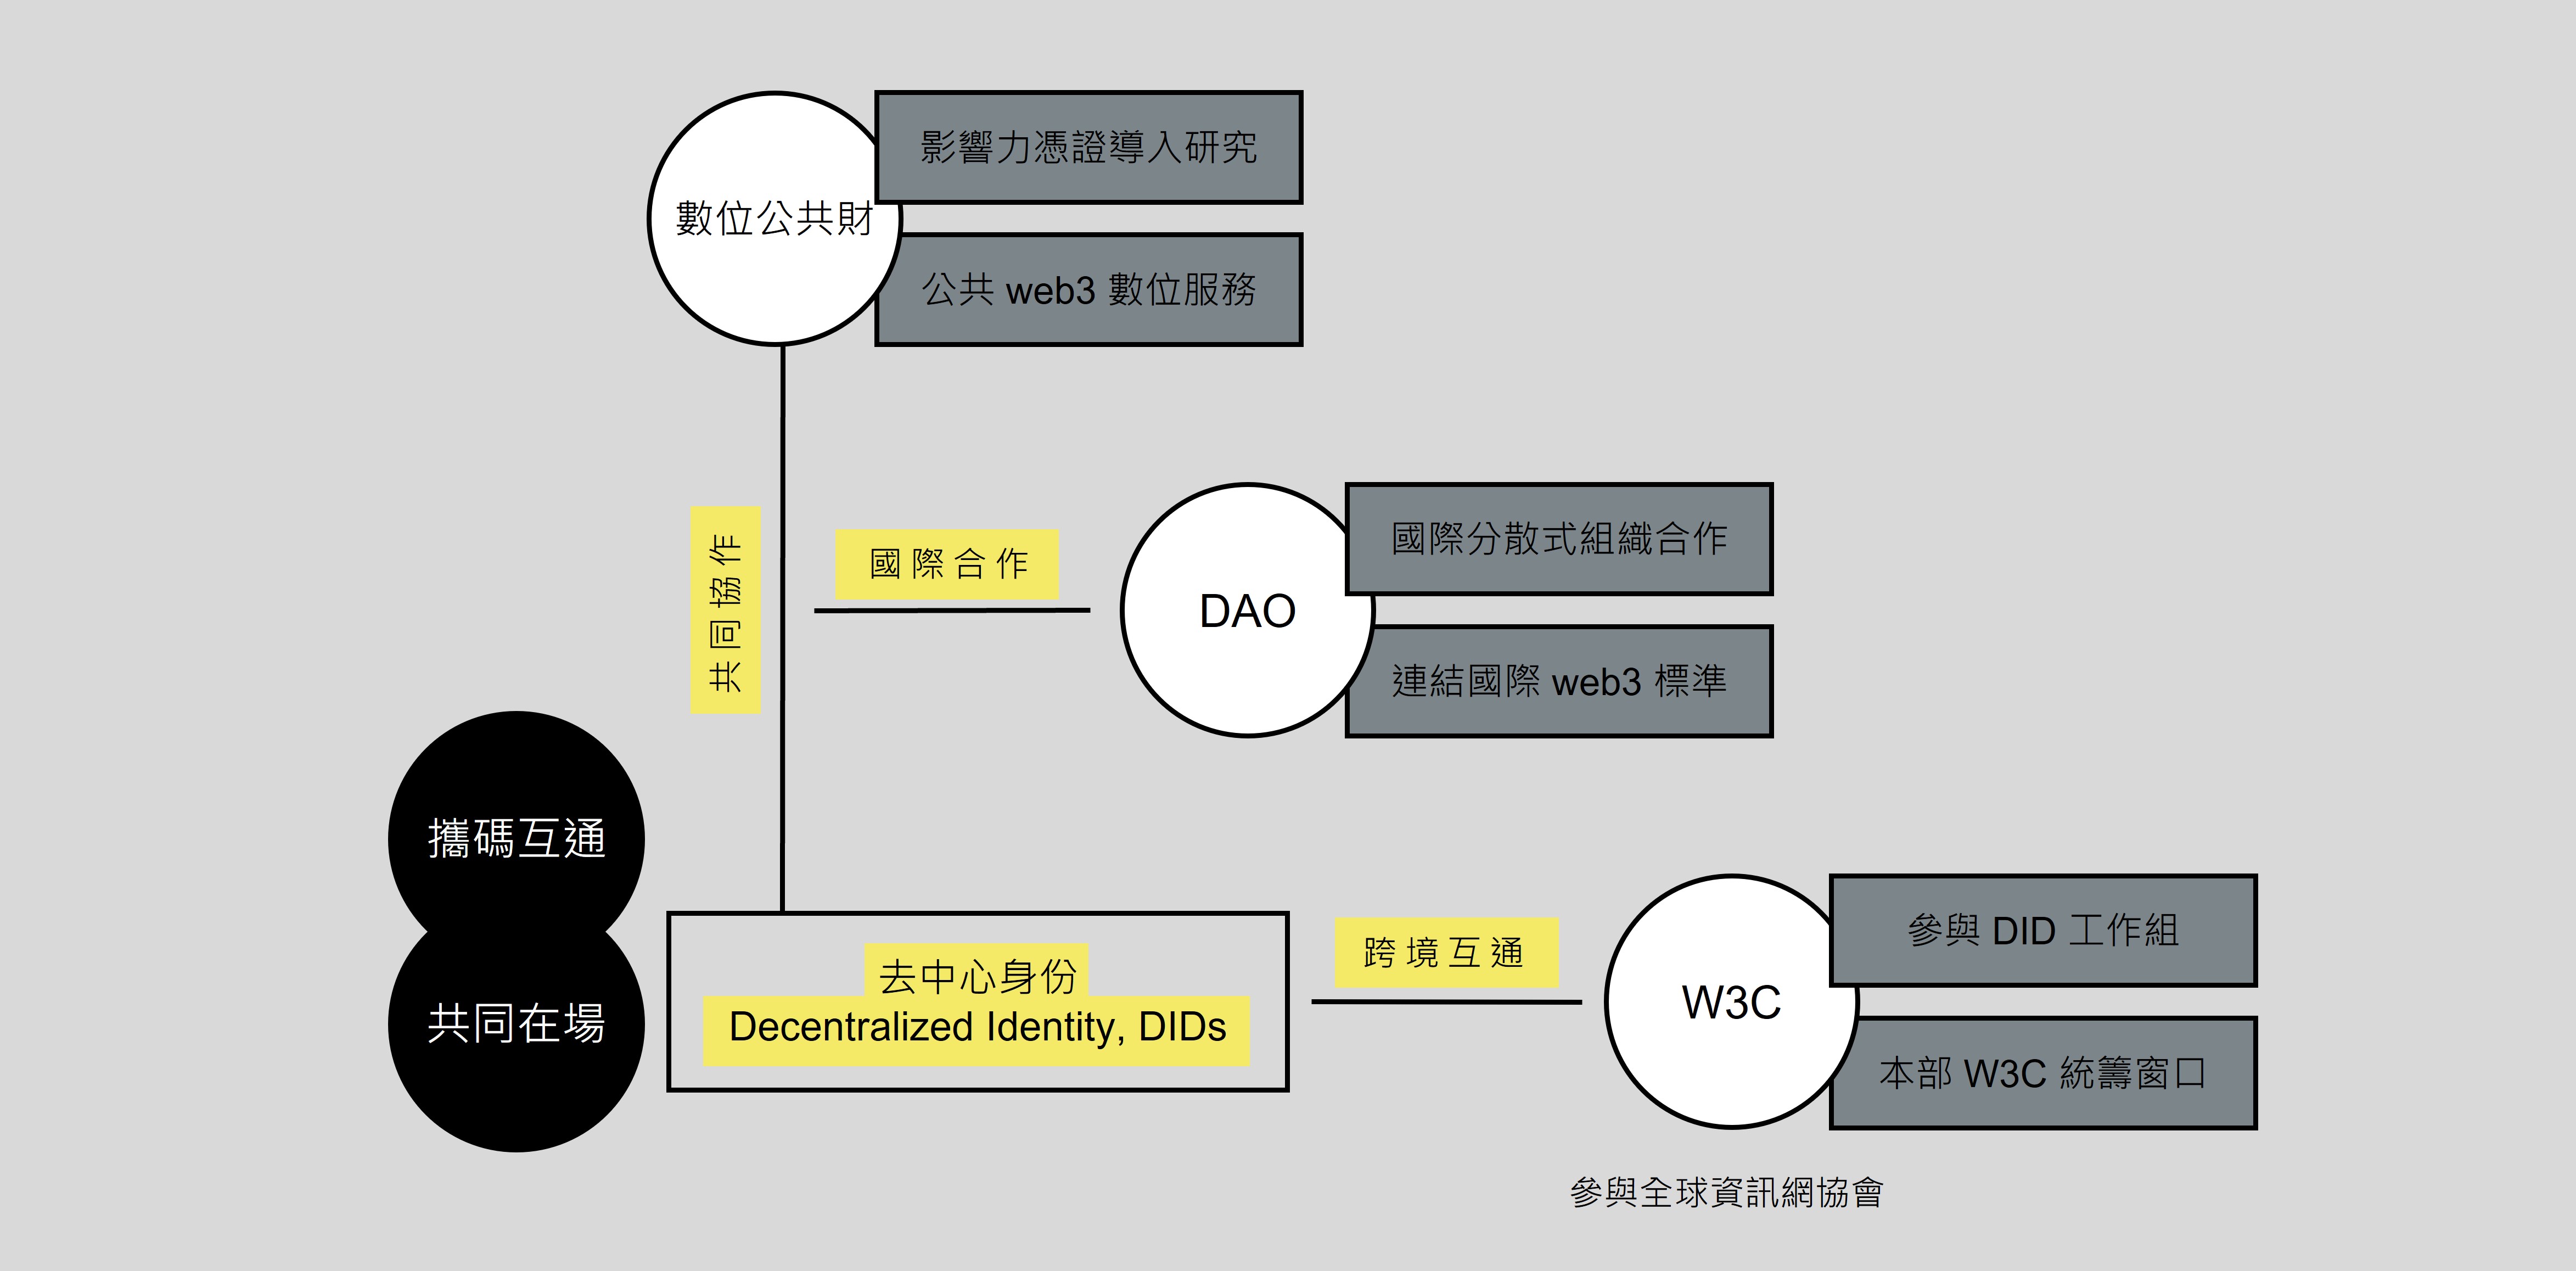 影響力憑證導入研究
數位公共財
公共 web3 數位服務
共同協作
國際合作
DAO
國際分散式組織合作
連結國際 web3 標準
攜碼互通
共同在場
去中心身份
Decentralized Identity, DIDs
跨境互通
W3C
參與 DID 工作組
本部 W3C 統籌窗口
參與全球資訊網協會